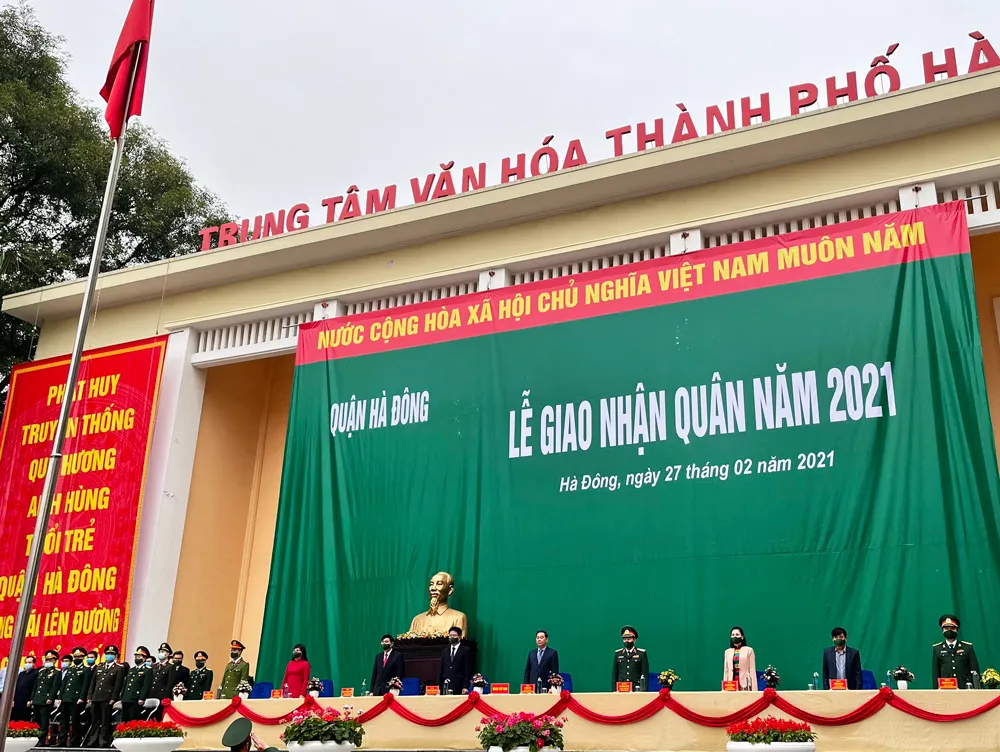 TRUNG TÂM VĂN HÓA THÀNH PHỐ HÀ
NƯỚC CỘNG HÒA XÃ HỘI CHỦ NGHĨA VIỆT NAM MUÔN NĂM
QUẬN HÀ ĐÔNG
LỄ GIAO NHẬN QUÂN NĂM 2021
Hà Đông, ngày 27 tháng 02 năm 2021
PHÁT HUY
TRUYỀN THỐNG
QUÊ HƯƠNG
ANH HÙNG
TUỔI TRẺ
QUẬN HÀ ĐÔNG
LÊN ĐƯỜNG